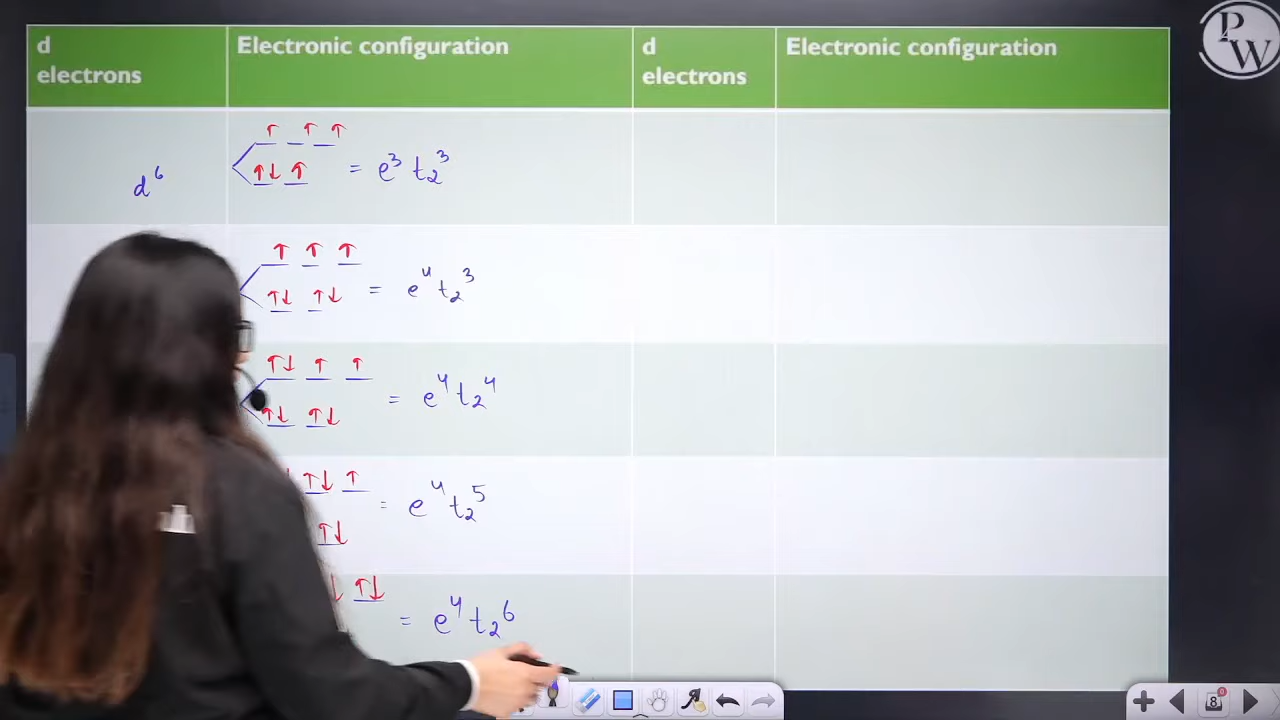 d electrons
Electronic configuration
d electrons
Electronic configuration
PW
d⁶
↑ ↑ ↑
↑↓ ↑ = e³ t₂³
↑ ↑ ↑
↑↓ ↑↓ = e⁴ t₂³
↑↓ ↑ ↑
↑↓ ↑↓ = e⁴ t₂⁴
↑↓ ↑
↑↓ = e⁴ t₂⁵
↑↓
= e⁴ t₂⁶
8